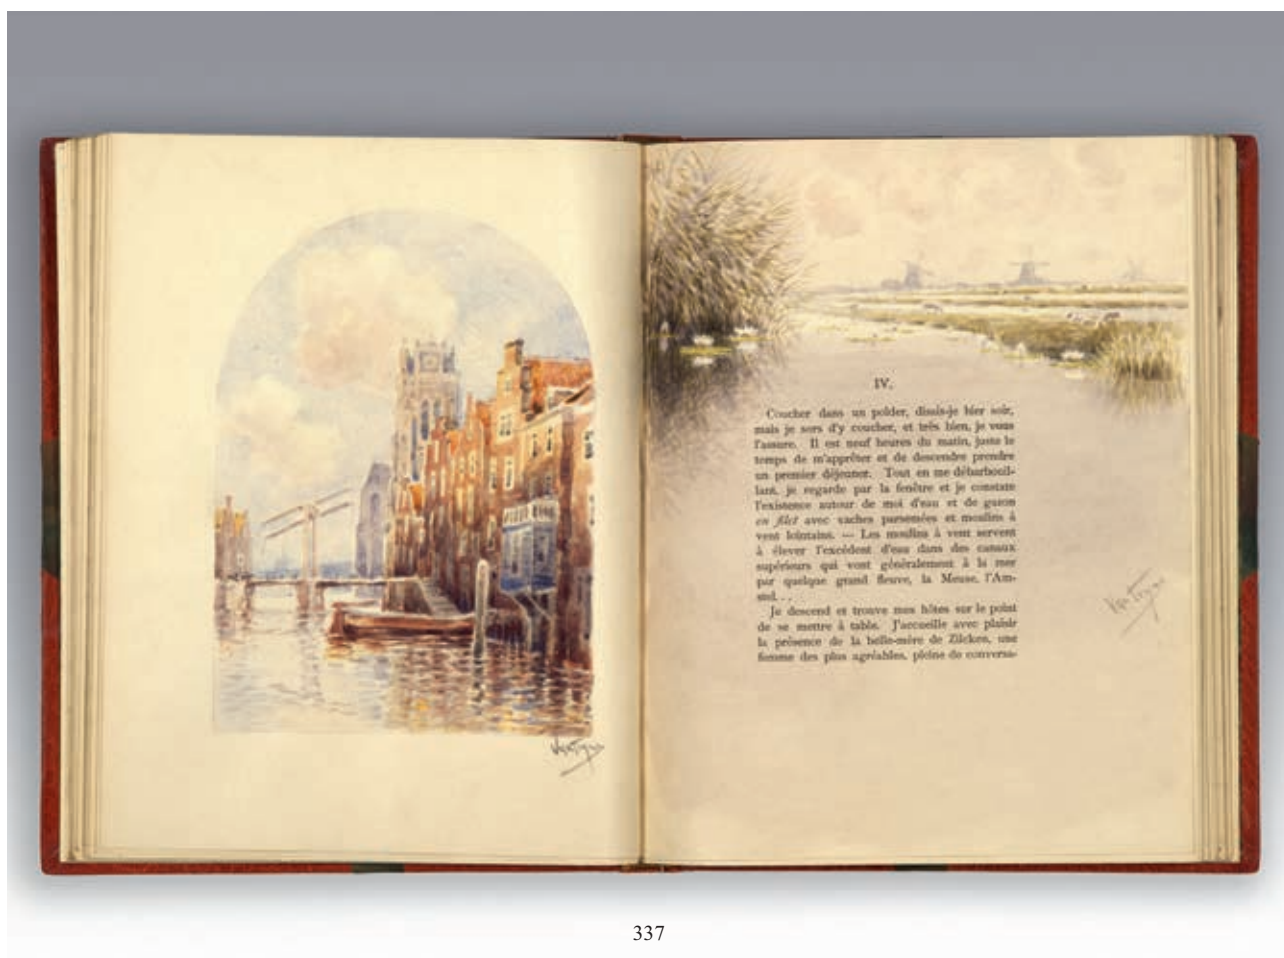 IV.
Coucher dans un polder, disais-je hier soir,
mais je sors d'y coucher, et très bien, je vous
l'assure. Il est neuf heures du matin, juste le
temps de m'apprêter et de descendre prendre
un premier déjeuner. Tout en me débarbouil-
lant, je regarde par la fenêtre et je constate
l'existence autour de moi d'eau et de gazon
en filet avec vaches parsemées et moulins à
vent lointains. — Les moulins à vent servent
à élever l'excédent d'eau dans des canaux
supérieurs qui vont généralement à la mer
par quelque grand fleuve, la Meuse, l'Am-
stel. . .
Je descend et trouve mes hôtes sur le point
de se mettre à table. J'accueille avec plaisir
la présence de la belle-mère de Zilcken, une
femme des plus agréables, pleine de conversa-
337